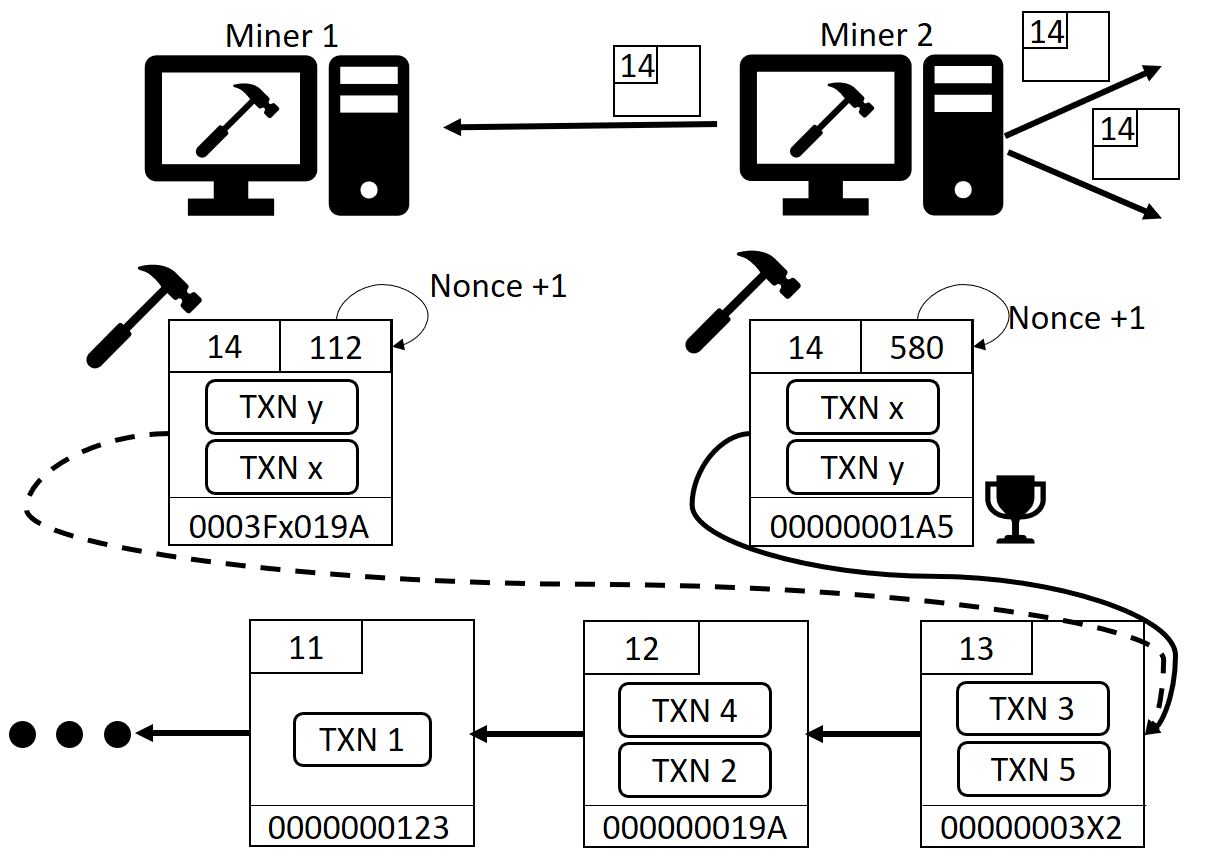 Miner 1
Miner 2
14
14
14
Nonce +1
Nonce +1
14 112
TXN y
TXN x
0003Fx019A
14 580
TXN x
TXN y
00000001A5
11
TXN 1
0000000123
12
TXN 4
TXN 2
000000019A
13
TXN 3
TXN 5
00000003X2